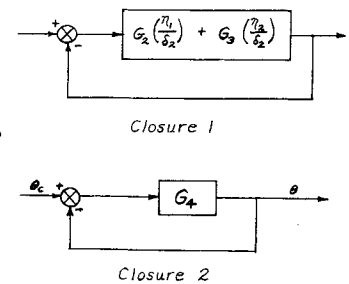 +
-
G₂ (η₁/δ₂) + G₃ (η₂/δ₂)
Closure 1
θc + - G₄ θ
Closure 2